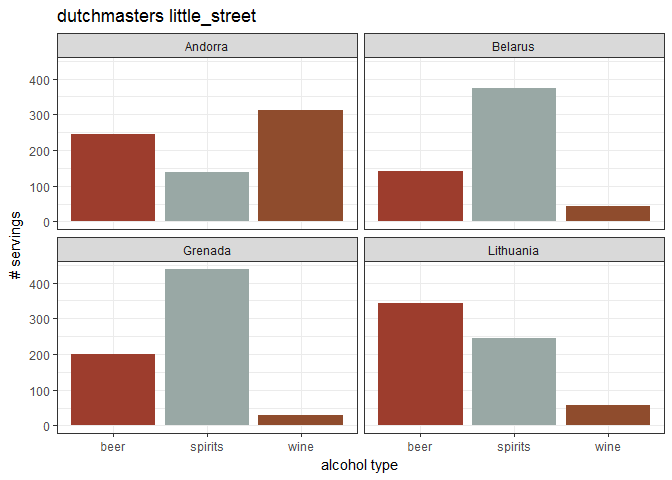 dutchmasters little_street
Andorra
Belarus
400
300
200
100
0
# servings
Grenada
Lithuania
400
300
200
100
0
beer
spirits
wine
beer
spirits
wine
alcohol type